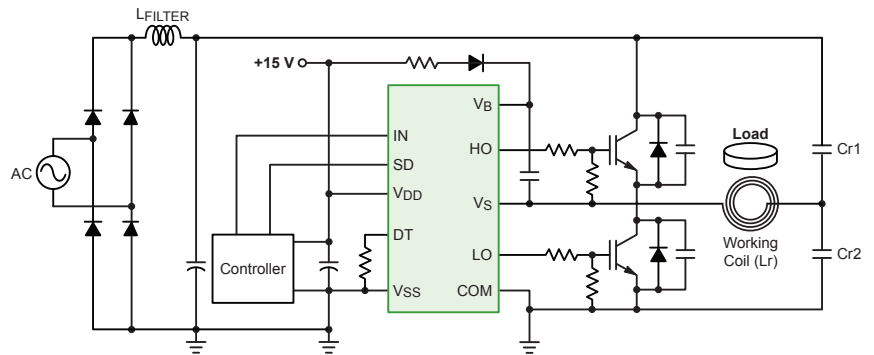 LFILTER
+15 V
IN
SD
VDD
DT
VSS
VB
HO
VS
LO
COM
AC
Controller
Load
Working
Coil (Lr)
Cr1
Cr2